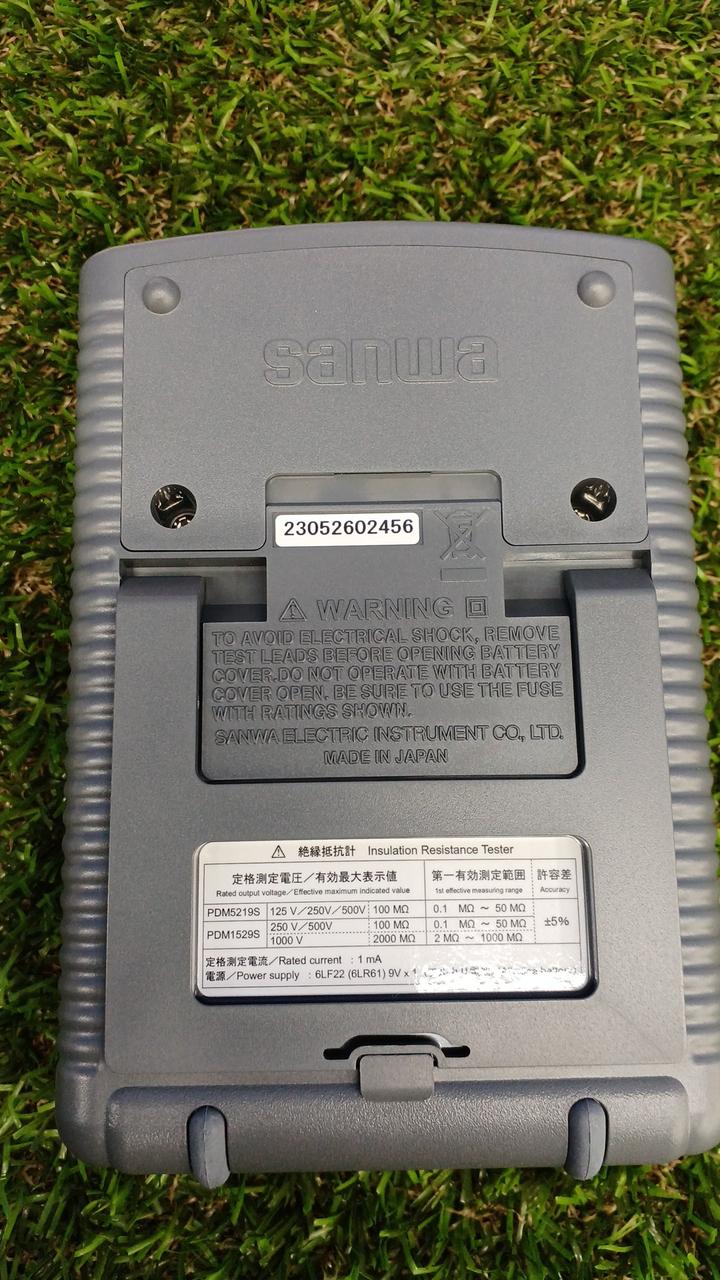 sanwa
23052602456
⚠ WARNING
TO AVOID ELECTRICAL SHOCK, REMOVE
TEST LEADS BEFORE OPENING BATTERY
COVER.DO NOT OPERATE WITH BATTERY
COVER OPEN. BE SURE TO USE THE FUSE
WITH RATINGS SHOWN.
SANWA ELECTRIC INSTRUMENT CO., LTD.
MADE IN JAPAN
⚠ 絶縁抵抗計 Insulation Resistance Tester
定格測定電圧／有効最大表示値 第一有効測定範囲 許容差
Rated output voltage／Effective maximum indicated value 1st effective measuring range Accuracy
PDM5219S 125 V／250V／500V 100 MΩ 0.1 MΩ ～ 50 MΩ ±5%
PDM1529S 250 V／500V 100 MΩ 0.1 MΩ ～ 50 MΩ
1000 V 2000 MΩ 2 MΩ ～ 1000 MΩ
定格測定電流／Rated current : 1 mA
電源／Power supply : 6LF22 (6LR61) 9V x 1